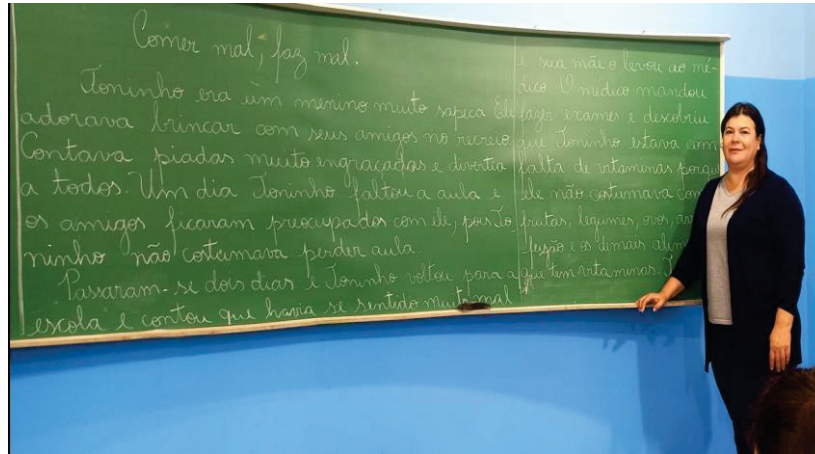 Comer mal, faz mal.
Toninho era um menino muito sapeca Ele
adorava brincar com seus amigos no recreio
Contava piadas muito engraçadas e divertia
a todos. Um dia Toninho faltou a aula e
os amigos ficaram preocupados com ele, pois To
ninho não costumava perder aula.
Passaram-se dois dias e Toninho voltou para a
escola e contou que havia se sentido muito mal
e sua mãe o levou ao mé-
dico. O medico mandou
fazer exames e descobriu
que Toninho estava com
falta de vitaminas porque
ele não costumava
frutas, legumes, ovos,
feijão e os demais
que tem vitaminas.